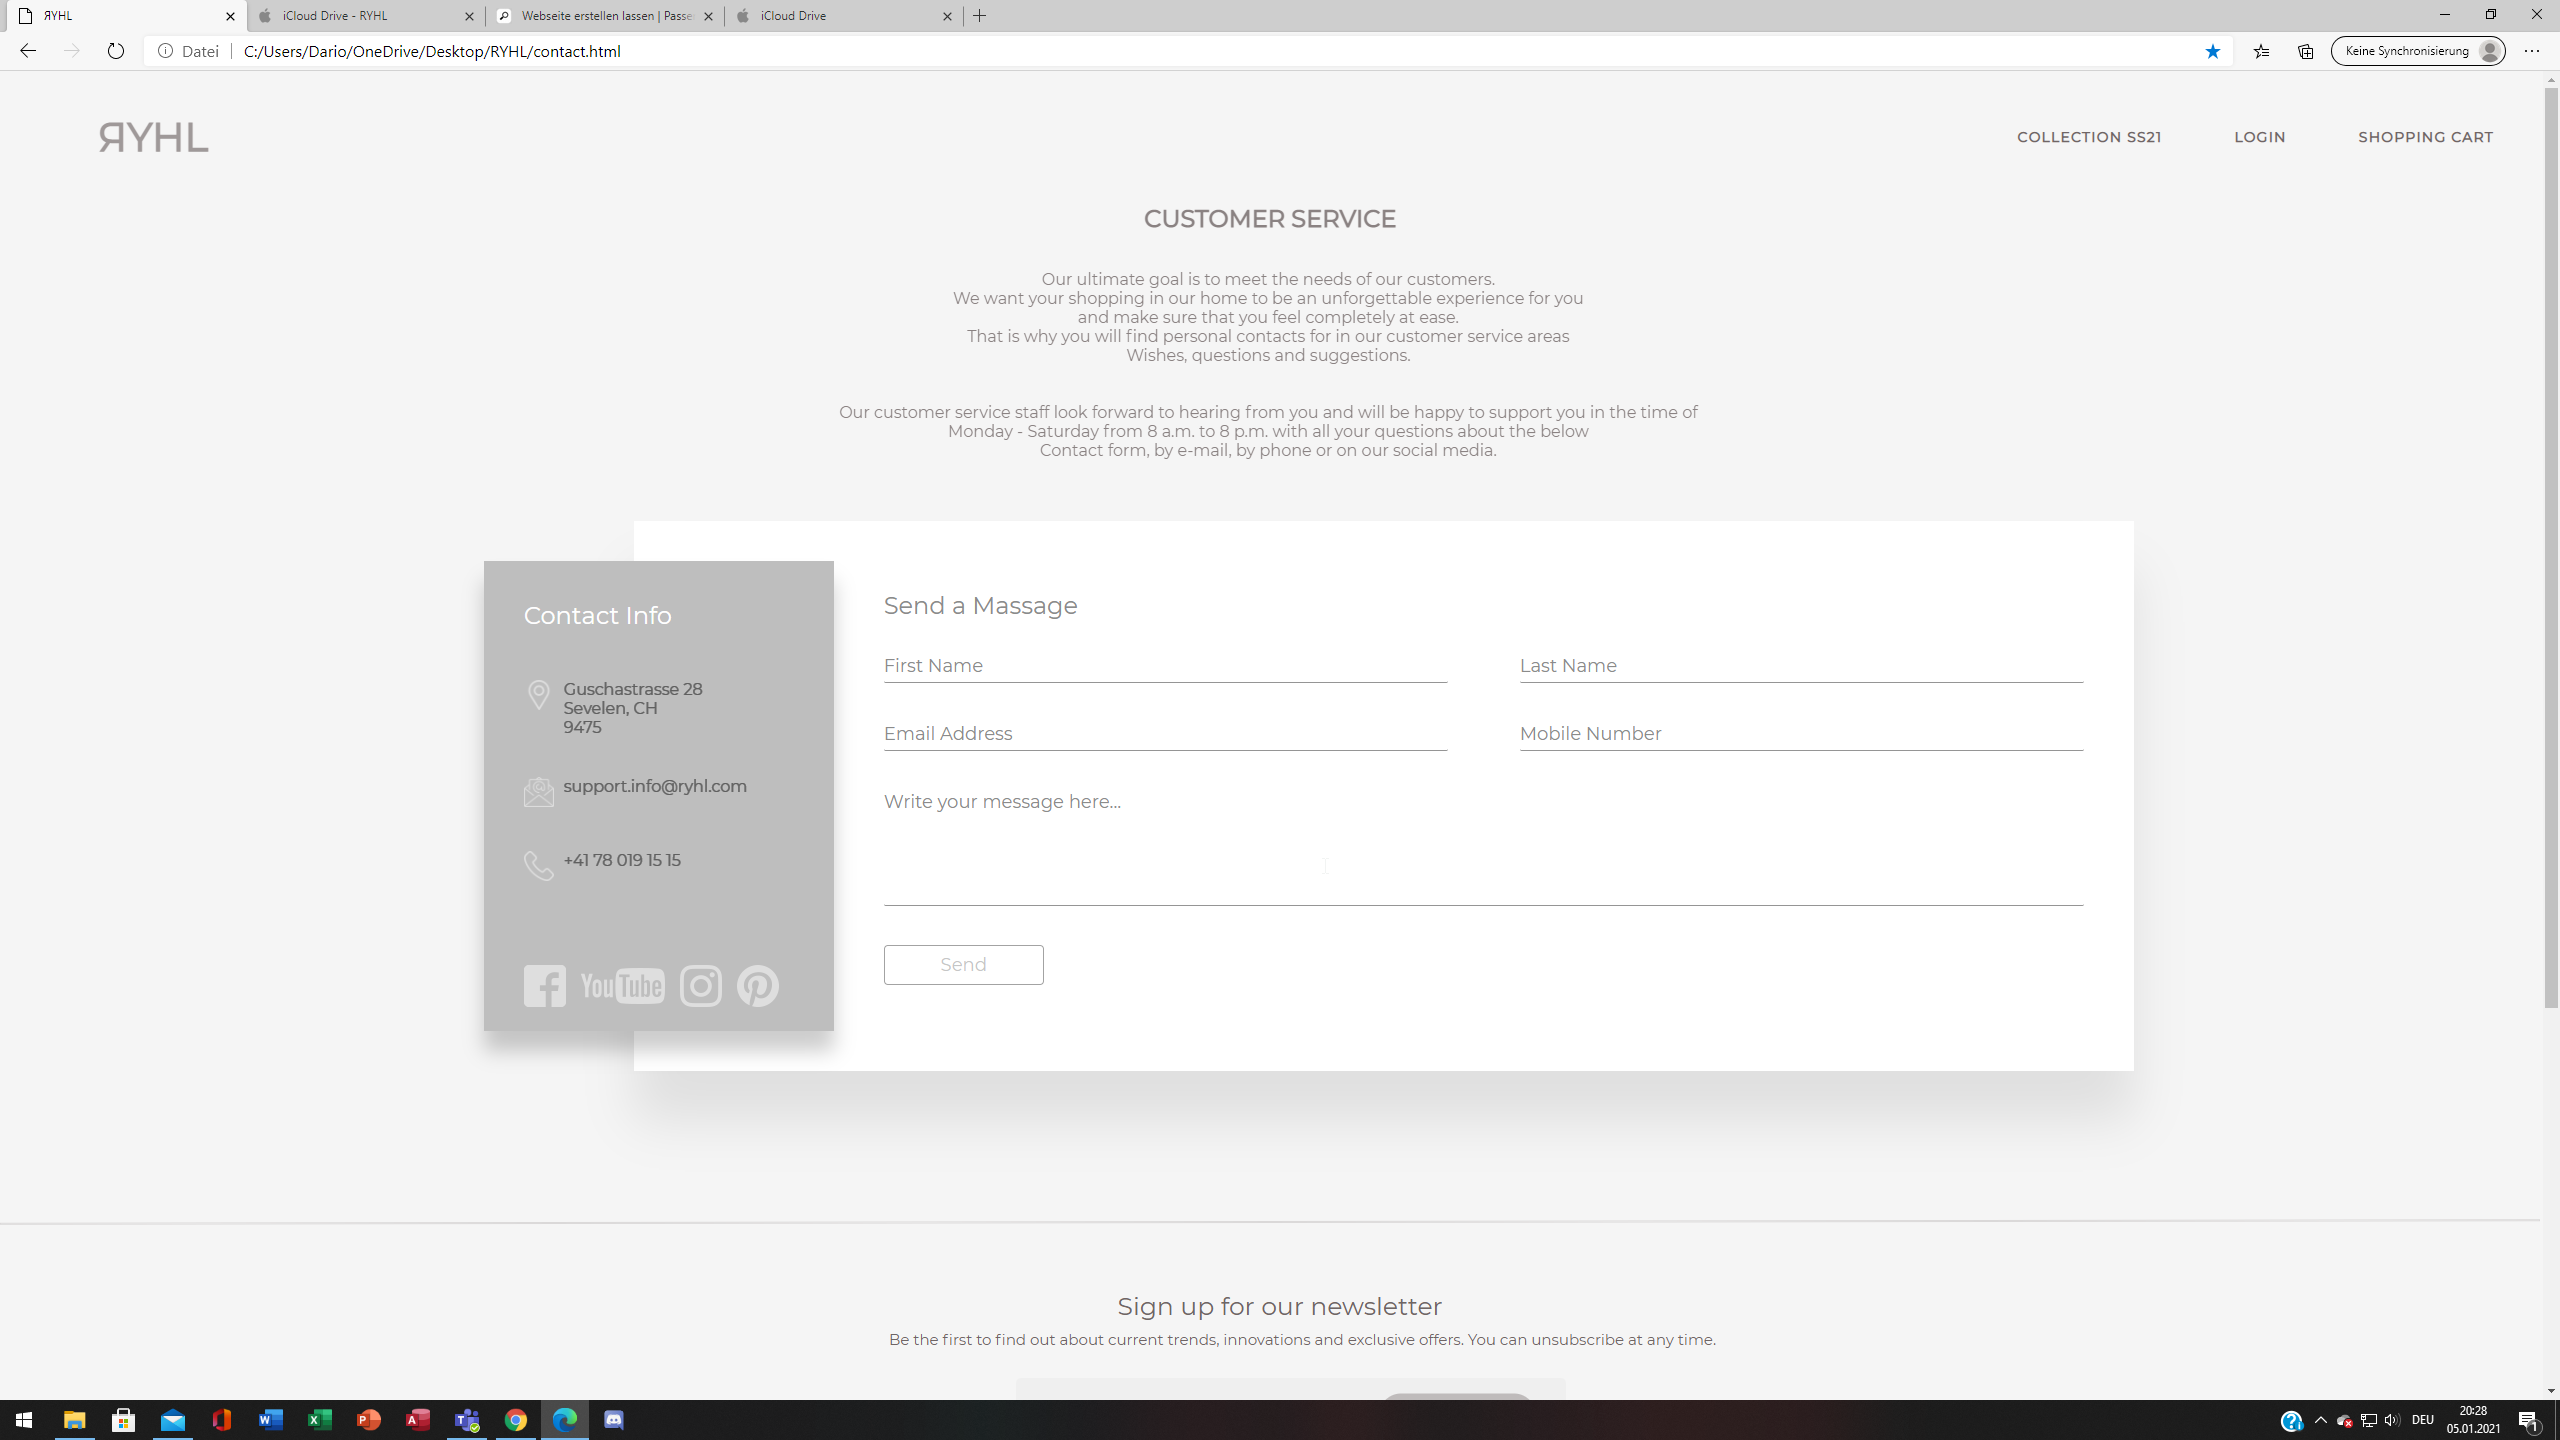 ЯYHL
iCloud Drive - RYHL
Webseite erstellen lassen | Passe
iCloud Drive
Datei
C:/Users/Dario/OneDrive/Desktop/RYHL/contact.html
Keine Synchronisierung
ЯYHL
COLLECTION SS21
LOGIN
SHOPPING CART
CUSTOMER SERVICE
Our ultimate goal is to meet the needs of our customers.
We want your shopping in our home to be an unforgettable experience for you
and make sure that you feel completely at ease.
That is why you will find personal contacts for in our customer service areas
Wishes, questions and suggestions.
Our customer service staff look forward to hearing from you and will be happy to support you in the time of
Monday - Saturday from 8 a.m. to 8 p.m. with all your questions about the below
Contact form, by e-mail, by phone or on our social media.
Contact Info
Guschastrasse 28
Sevelen, CH
9475
support.info@ryhl.com
+41 78 019 15 15
YouTube
Send a Massage
First Name
Last Name
Email Address
Mobile Number
Write your message here...
Send
Sign up for our newsletter
Be the first to find out about current trends, innovations and exclusive offers. You can unsubscribe at any time.
DEU
20:28
05.01.2021
1